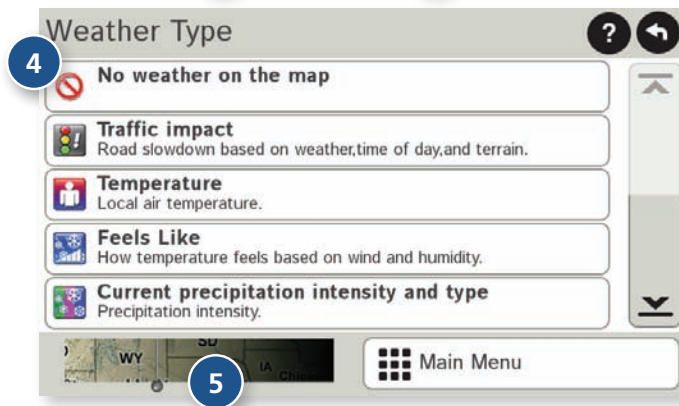 Weather Type
?
4
No weather on the map
Traffic impact
Road slowdown based on weather,time of day,and terrain.
Temperature
Local air temperature.
Feels Like
How temperature feels based on wind and humidity.
Current precipitation intensity and type
Precipitation intensity.
WY
SD
IA
5
Main Menu